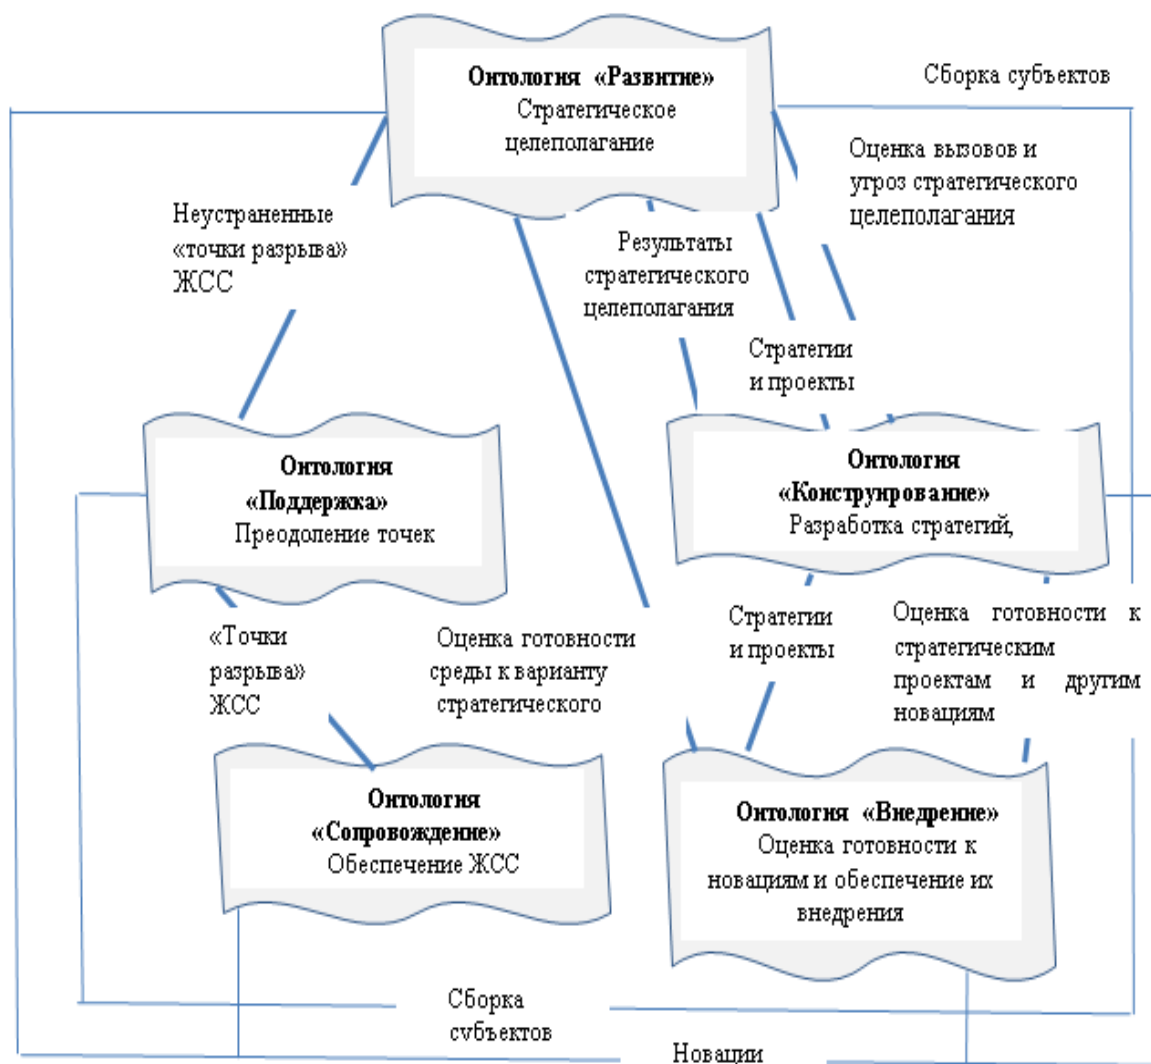 Онтология «Развитие»
Стратегическое
целеполагание
Сборка субъектов
Оценка вызовов и
угроз стратегического
целеполагания
Неустраненные
«точки разрыва»
ЖСС
Результаты
стратегического
целеполагания
Стратегии
и проекты
Онтология
«Поддержка»
Преодоление точек
Онтология
«Конструирование»
Разработка стратегий,
«Точки
разрыва»
ЖСС
Оценка готовности
среды к варианту
стратегического
Стратегии
и проекты
Оценка готовности к
стратегическим
проектам и другим
новациям
Онтология
«Сопровождение»
Обеспечение ЖСС
Онтология «Внедрение»
Оценка готовности к
новациям и обеспечение их
внедрения
Сборка
субъектов
Новации